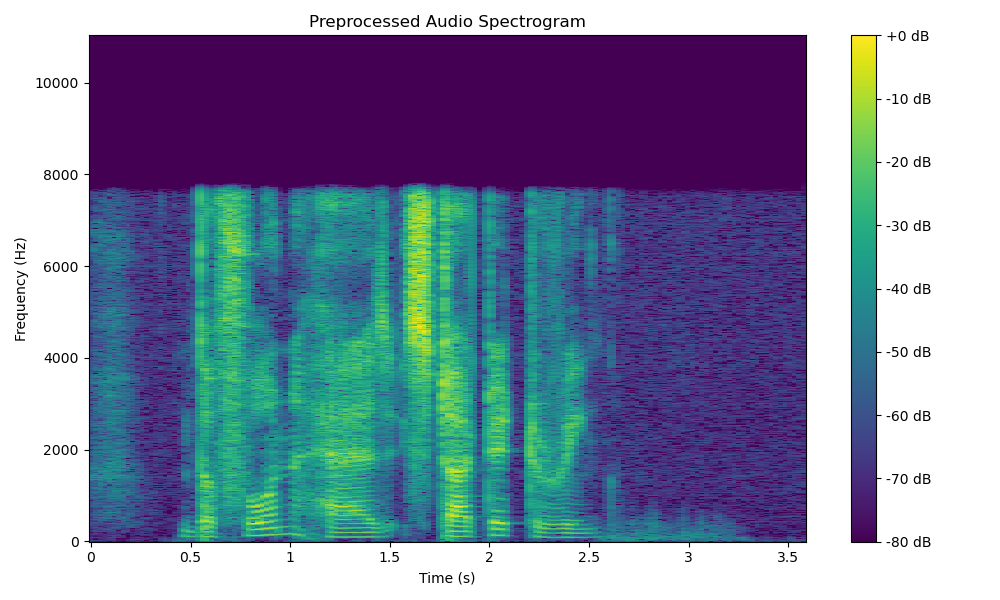 Preprocessed Audio Spectrogram
+0 dB
10000
-10 dB
8000
-20 dB
-30 dB
6000
Frequency (Hz)
-40 dB
4000
-50 dB
-60 dB
2000
-70 dB
0
-80 dB
0 0.5 1 1.5 2 2.5 3 3.5
Time (s)